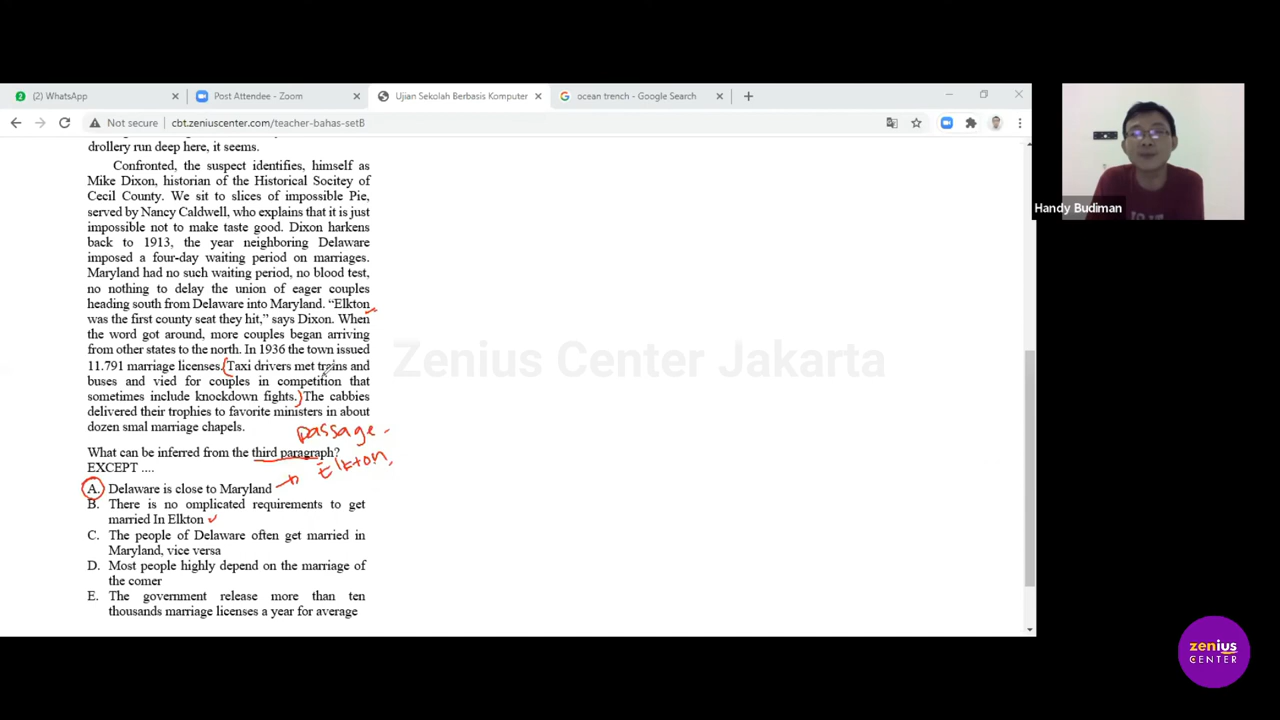 (2) WhatsApp
Post Attendee - Zoom
Ujian Sekolah Berbasis Komputer
ocean trench - Google Search
Not secure
cbt.zeniuscenter.com/teacher-bahas-setB
drollery run deep here, it seems.
Confronted, the suspect identifies, himself as
Mike Dixon, historian of the Historical Socitey of
Cecil County. We sit to slices of impossible Pie,
served by Nancy Caldwell, who explains that it is just
impossible not to make taste good. Dixon harkens
back to 1913, the year neighboring Delaware
imposed a four-day waiting period on marriages.
Maryland had no such waiting period, no blood test,
no nothing to delay the union of eager couples
heading south from Delaware into Maryland. “Elkton
was the first county seat they hit,” says Dixon. When
the word got around, more couples began arriving
from other states to the north. In 1936 the town issued
11.791 marriage licenses. (Taxi drivers met trains and
buses and vied for couples in competition that
sometimes include knockdown fights.) The cabbies
delivered their trophies to favorite ministers in about
dozen smal marriage chapels.
passage
What can be inferred from the third paragraph?
EXCEPT ....
Elkton,
A. Delaware is close to Maryland
B. There is no omplicated requirements to get
married In Elkton
C. The people of Delaware often get married in
Maryland, vice versa
D. Most people highly depend on the marriage of
the comer
E. The government release more than ten
thousands marriage licenses a year for average
Zenius Center Jakarta
Handy Budiman
zenius
CENTER